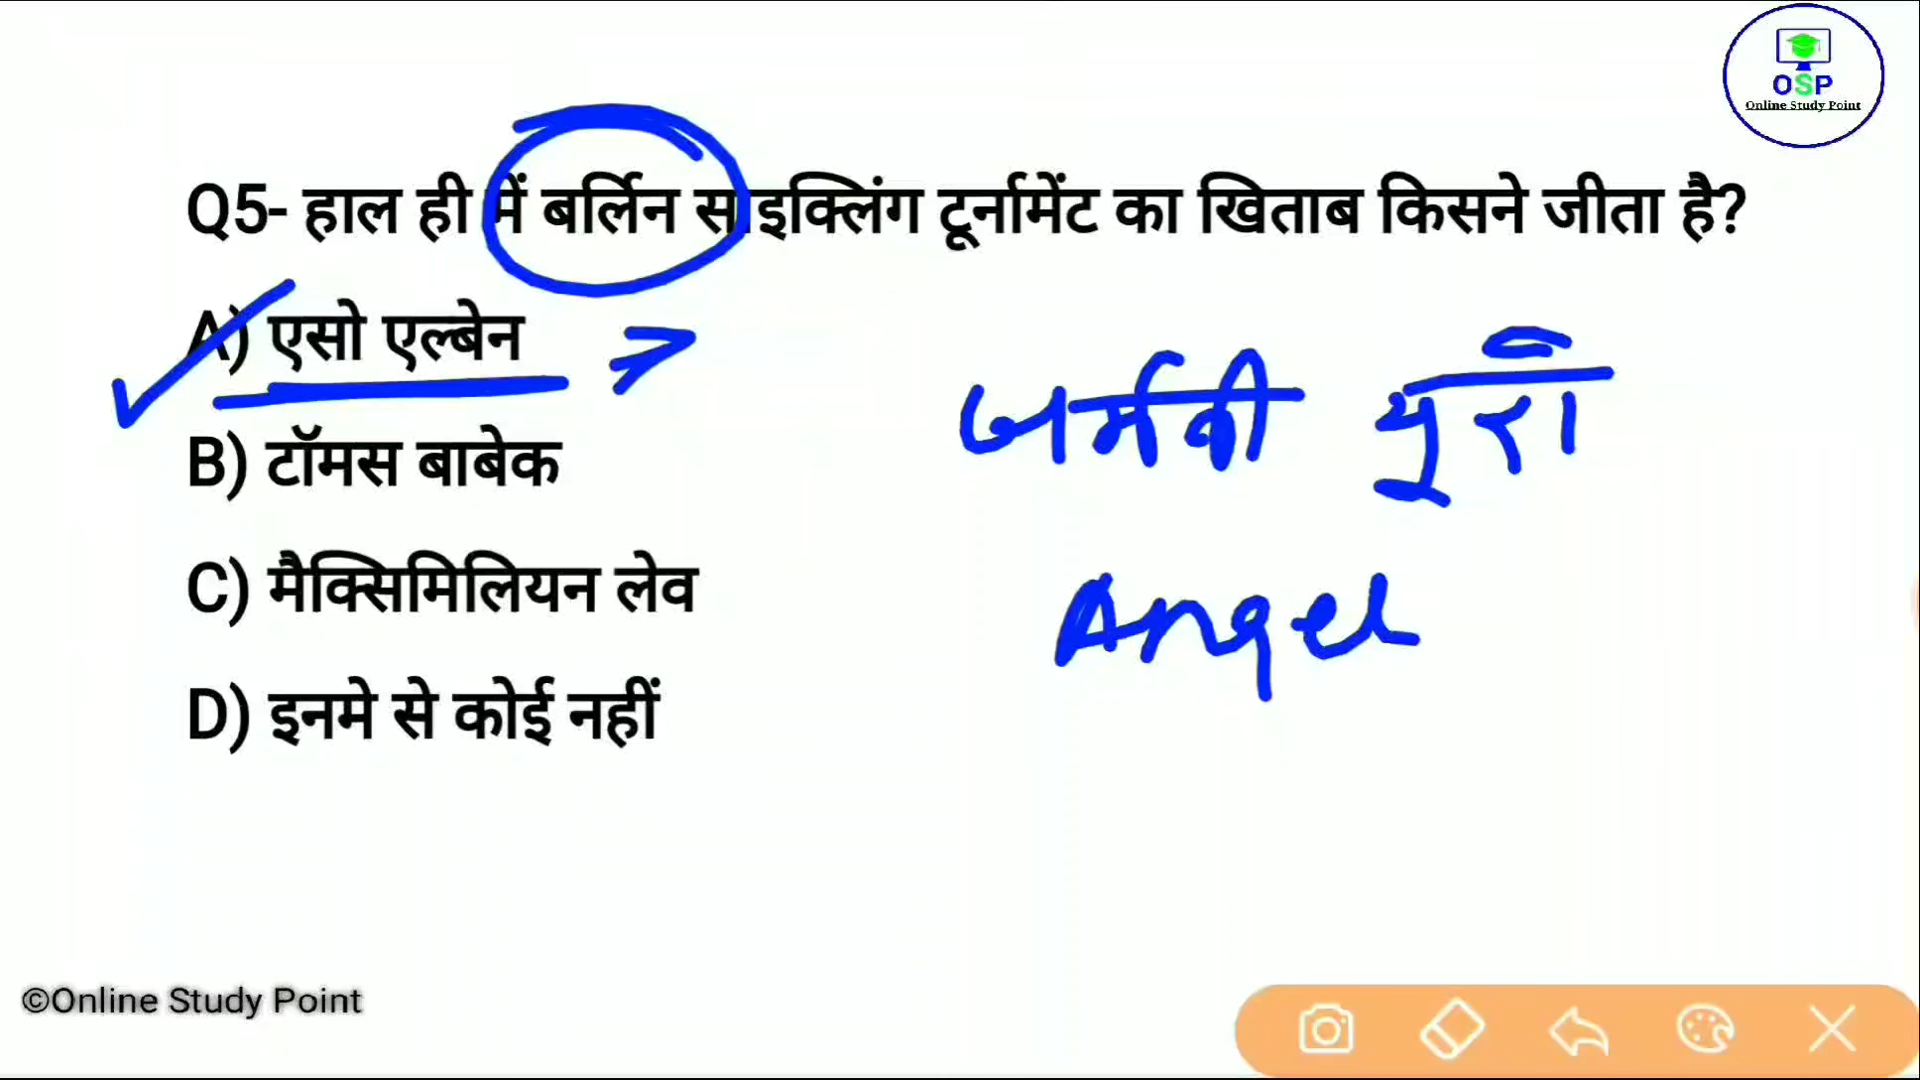 OSP
Online Study Point
Q5- हाल ही में बर्लिन साइक्लिंग टूर्नामेंट का खिताब किसने जीता है?
A) एसो एल्बेन
B) टॉमस बाबेक
C) मैक्सिमिलियन लेव
D) इनमे से कोई नहीं
जर्मनी
Angel
©Online Study Point